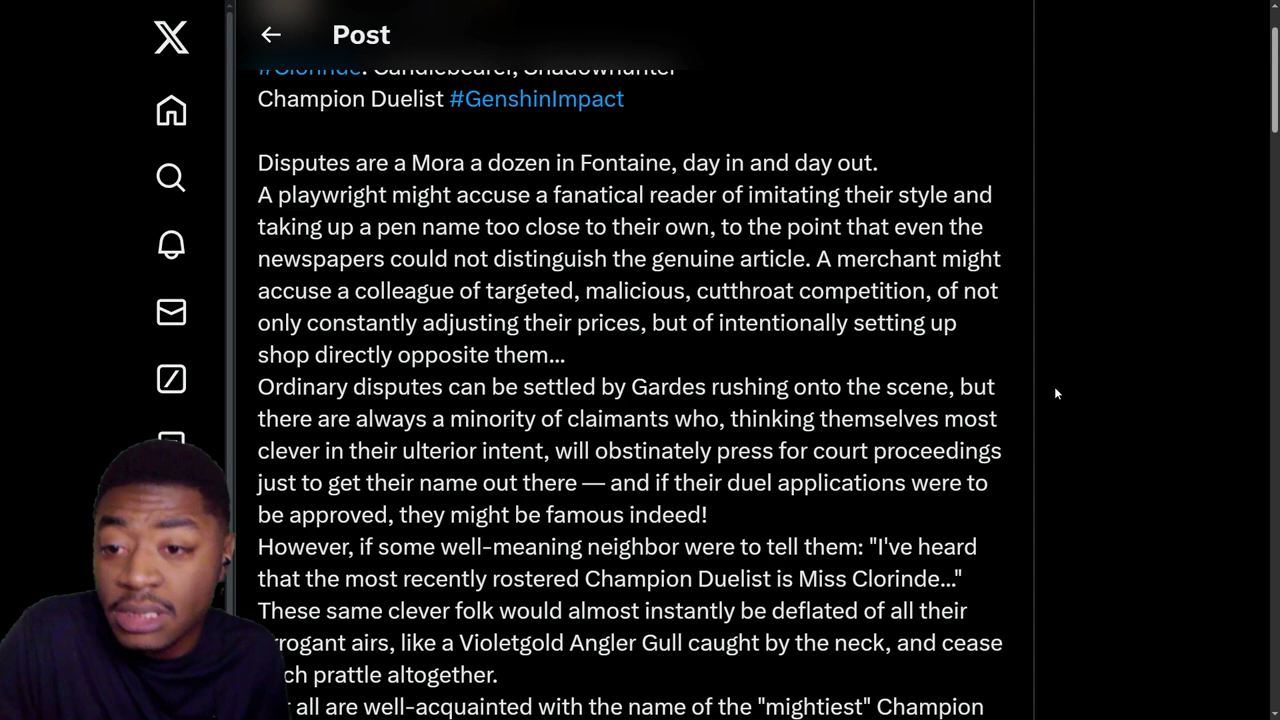 Post
#Clorinde: Candlebearer, Shadowhunter
Champion Duelist #GenshinImpact
Disputes are a Mora a dozen in Fontaine, day in and day out.
A playwright might accuse a fanatical reader of imitating their style and
taking up a pen name too close to their own, to the point that even the
newspapers could not distinguish the genuine article. A merchant might
accuse a colleague of targeted, malicious, cutthroat competition, of not
only constantly adjusting their prices, but of intentionally setting up
shop directly opposite them...
Ordinary disputes can be settled by Gardes rushing onto the scene, but
there are always a minority of claimants who, thinking themselves most
clever in their ulterior intent, will obstinately press for court proceedings
just to get their name out there — and if their duel applications were to
be approved, they might be famous indeed!
However, if some well-meaning neighbor were to tell them: "I've heard
that the most recently rostered Champion Duelist is Miss Clorinde..."
These same clever folk would almost instantly be deflated of all their
rrogant airs, like a Violetgold Angler Gull caught by the neck, and cease
ch prattle altogether.
all are well-acquainted with the name of the "mightiest" Champion